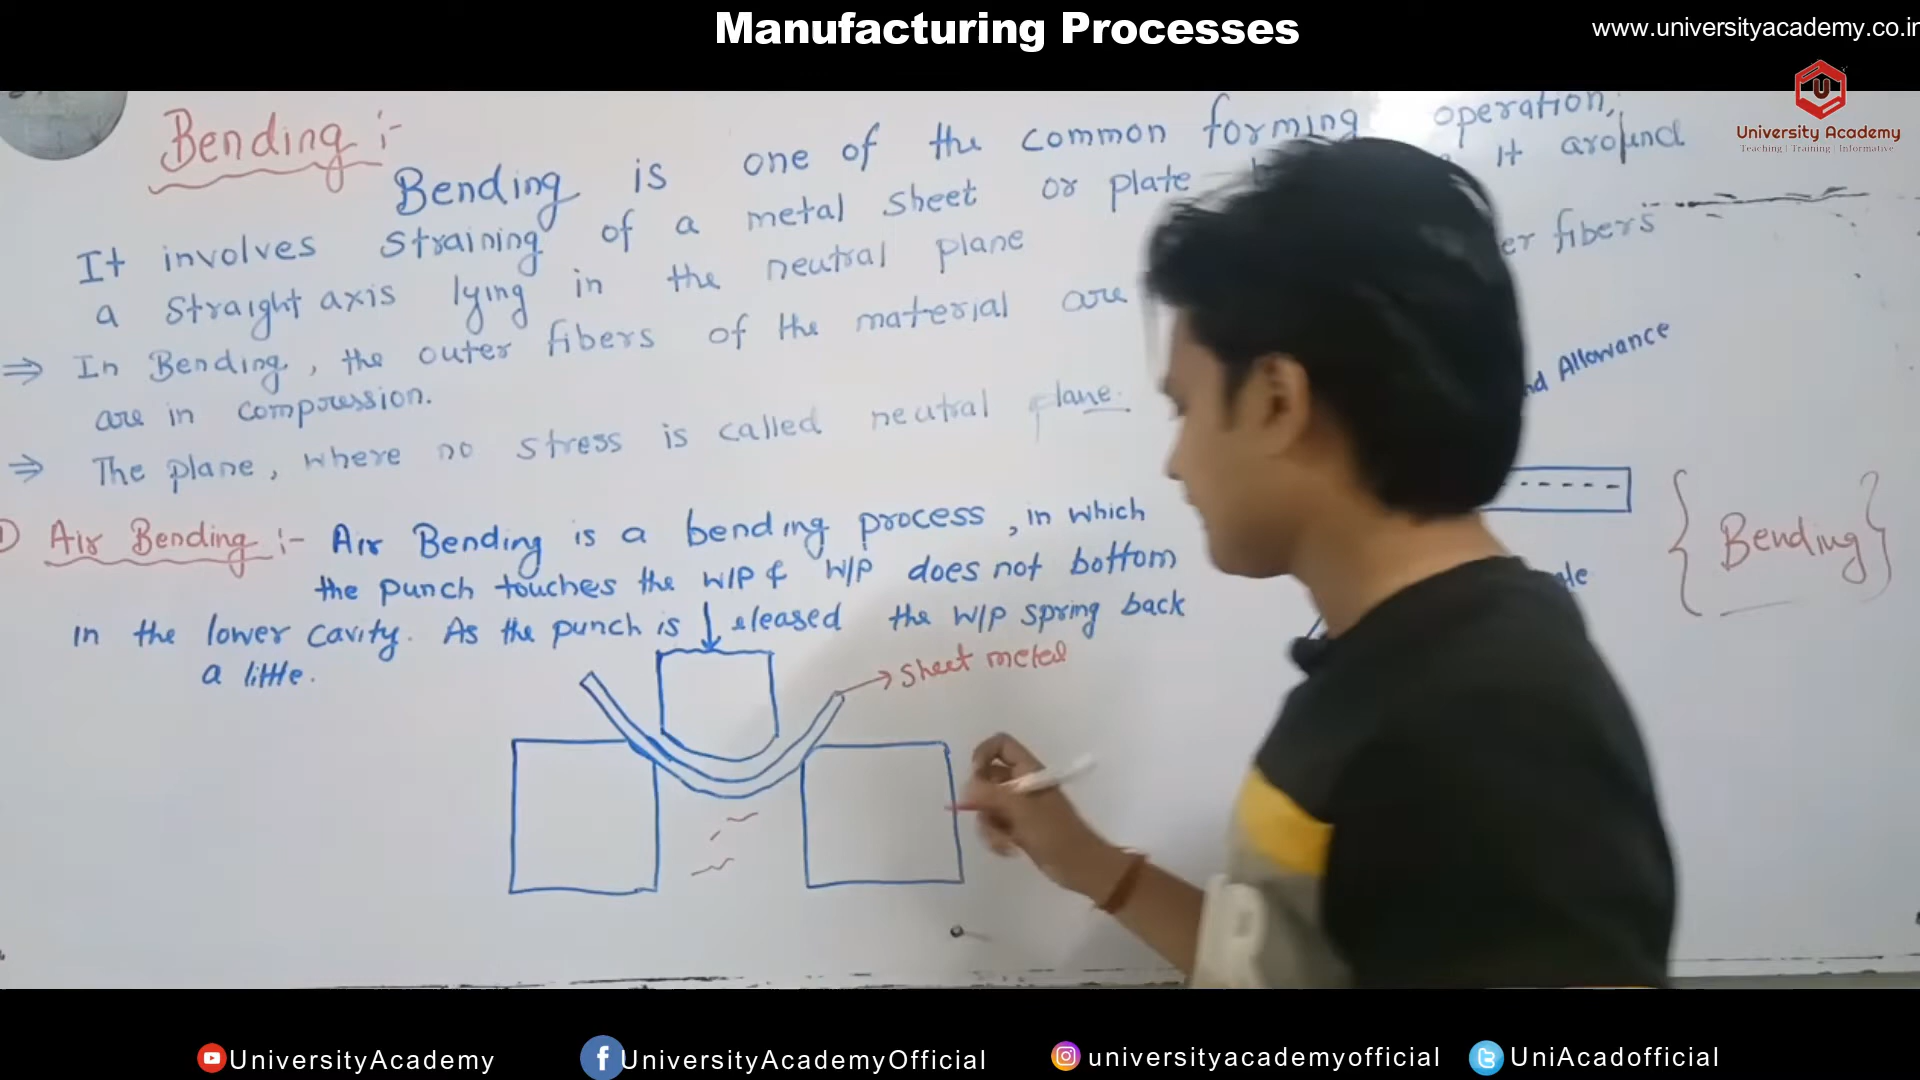 Manufacturing Processes
www.universityacademy.co.in
University Academy
Teaching | Training | Informative
Bending :-
Bending is one of the common forming operation,
It involves straining of a metal sheet or plate it around
a straight axis lying in the neutral plane
⇒ In Bending, the outer fibers of the material are er fibers
are in compression.
⇒ The plane, where no stress is called neutral plane.
nd Allowance
Air Bending :- Air Bending is a bending process, in which
the punch touches the W/P & W/P does not bottom
in the lower cavity. As the punch is released the W/P spring back
a little.
sheet metal
{Bending}
UniversityAcademy
UniversityAcademyOfficial
universityacademyofficial
UniAcadofficial